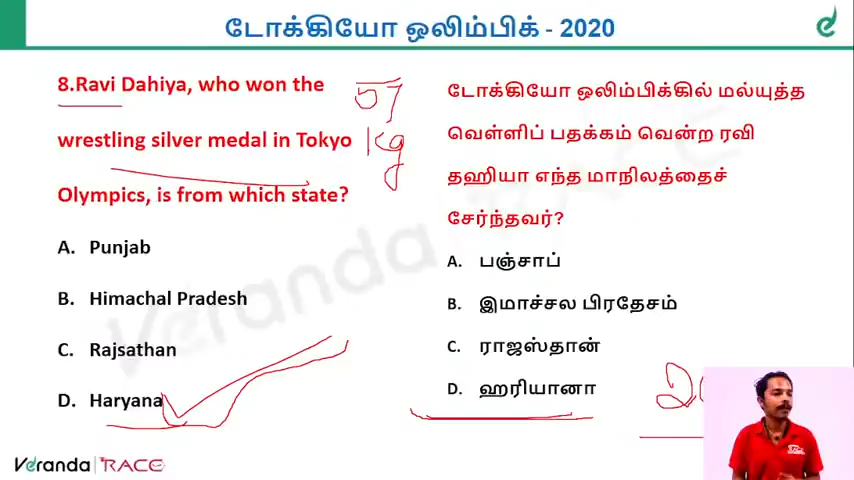 டோக்கியோ ஒலிம்பிக் - 2020
8.Ravi Dahiya, who won the
wrestling silver medal in Tokyo
Olympics, is from which state?
A. Punjab
B. Himachal Pradesh
C. Rajsathan
D. Haryana
57
Kg
டோக்கியோ ஒலிம்பிக்கில் மல்யுத்த
வெள்ளிப் பதக்கம் வென்ற ரவி
தஹியா எந்த மாநிலத்தைச்
சேர்ந்தவர்?
A. பஞ்சாப்
B. இமாச்சல பிரதேசம்
C. ராஜஸ்தான்
D. ஹரியானா
Veranda RACE
Veranda | RACE